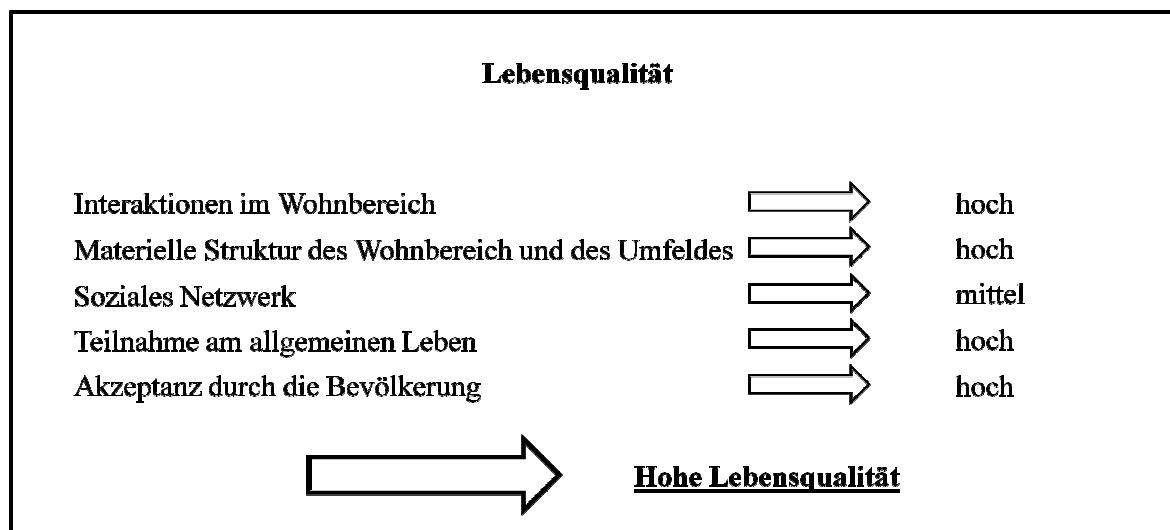 Lebensqualität
Interaktionen im Wohnbereich hoch
Materielle Struktur des Wohnbereich und des Umfeldes hoch
Soziales Netzwerk mittel
Teilnahme am allgemeinen Leben hoch
Akzeptanz durch die Bevölkerung hoch
Hohe Lebensqualität